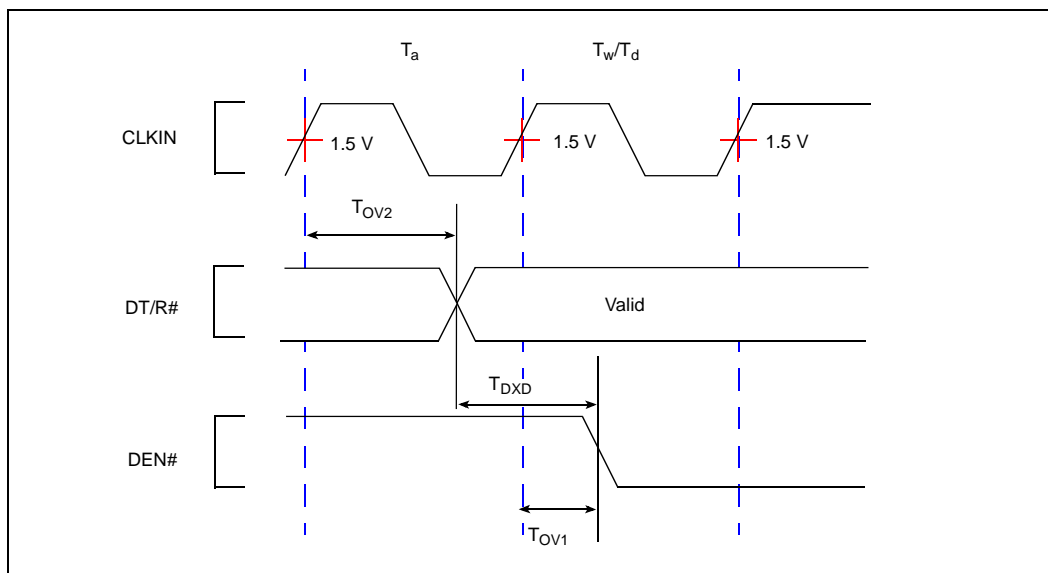 Ta Tw/Td
CLKIN 1.5 V 1.5 V 1.5 V
TOV2
DT/R# Valid
TDXD
DEN#
TOV1